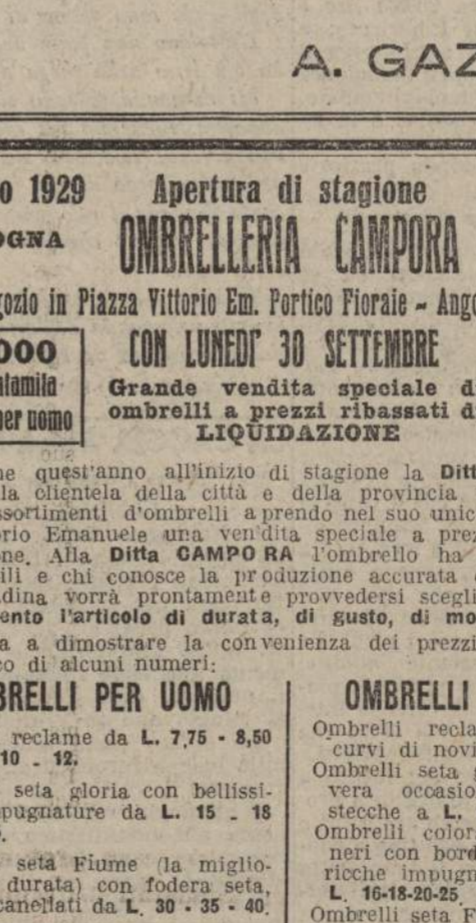 A. GAZ
o 1929
Apertura di stagione
OGNA
OMBRELLERIA CAMPORA
gozio in Piazza Vittorio Em. Portico Fioraie - Ango
000
CON LUNEDI' 30 SETTEMBRE
ntamila
per uomo
Grande vendita speciale d
ombrelli a prezzi ribassati d
LIQUIDAZIONE
ne quest'anno all'inizio di stagione la Ditt
la clientela della città e della provincia
ssortimenti d'ombrelli aprendo nel suo unic
orio Emanuele una vendita speciale a prez
one. Alla Ditta CAMPORA l'ombrello ha
ili e chi conosce la produzione accurata
adina vorrà prontamente provvedersi scegli
ento l'articolo di durata, di gusto, di mo
a a dimostrare la convenienza dei prezzi
co di alcuni numeri:
BRELLI PER UOMO
reclame da L. 7,75 - 8,50
10 - 12.
seta gloria con bellissi-
pugnature da L. 15 - 18
seta Fiume (la miglio-
durata) con fodera seta,
canellati da L. 30 - 35 - 40.
OMBRELLI
Ombrelli recla
curvi di novi
Ombrelli seta
vera occasio
stecche a L.
Ombrelli color
neri con bord
ricche impugn
L. 16-18-20-25
Ombrelli seta